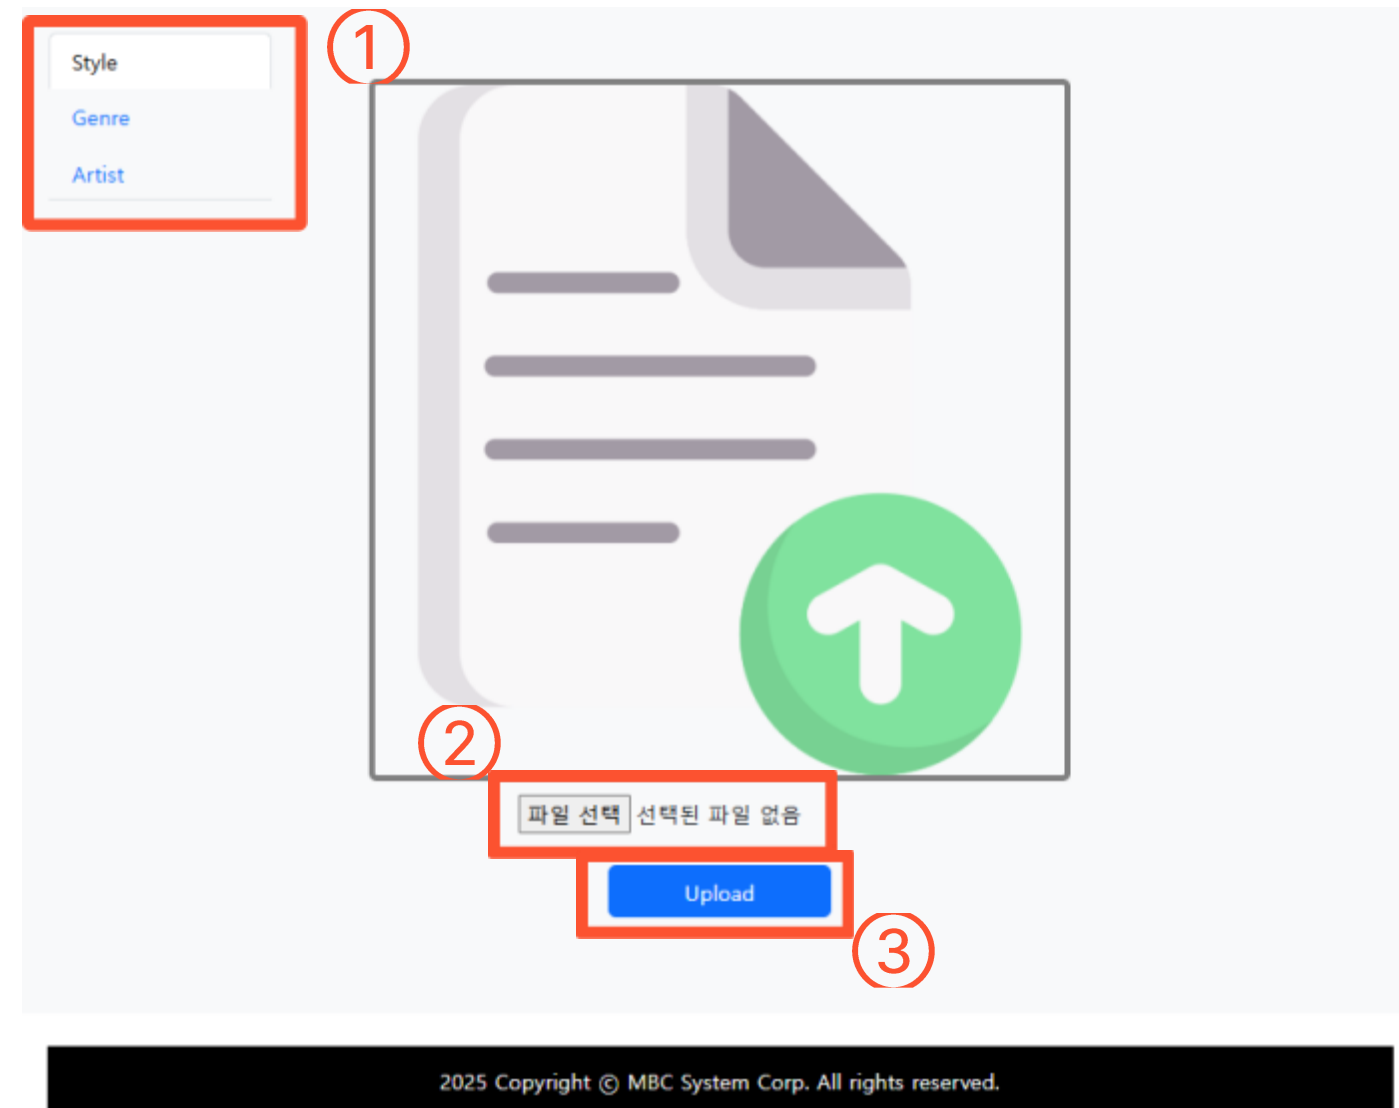 ①
Style
Genre
Artist
②
파일 선택 선택된 파일 없음
Upload
③
2025 Copyright ⓒ MBC System Corp. All rights reserved.